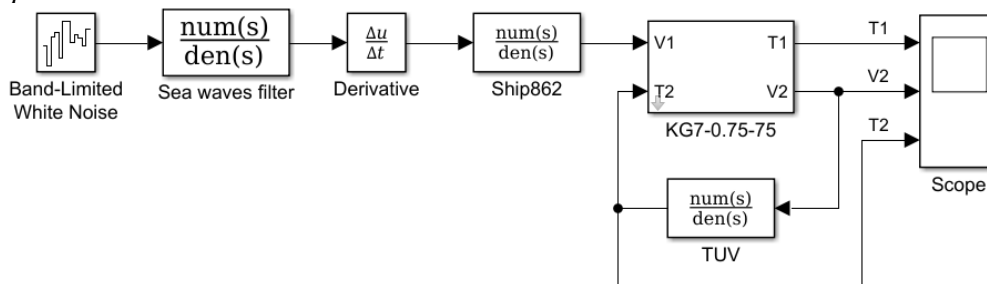 num(s)
den(s)
Δu
Δt
num(s)
den(s)
V1
T1
T2
V2
T1
V2
T2
Band-Limited
White Noise
Sea waves filter
Derivative
Ship862
KG7-0.75-75
Scope
num(s)
den(s)
TUV